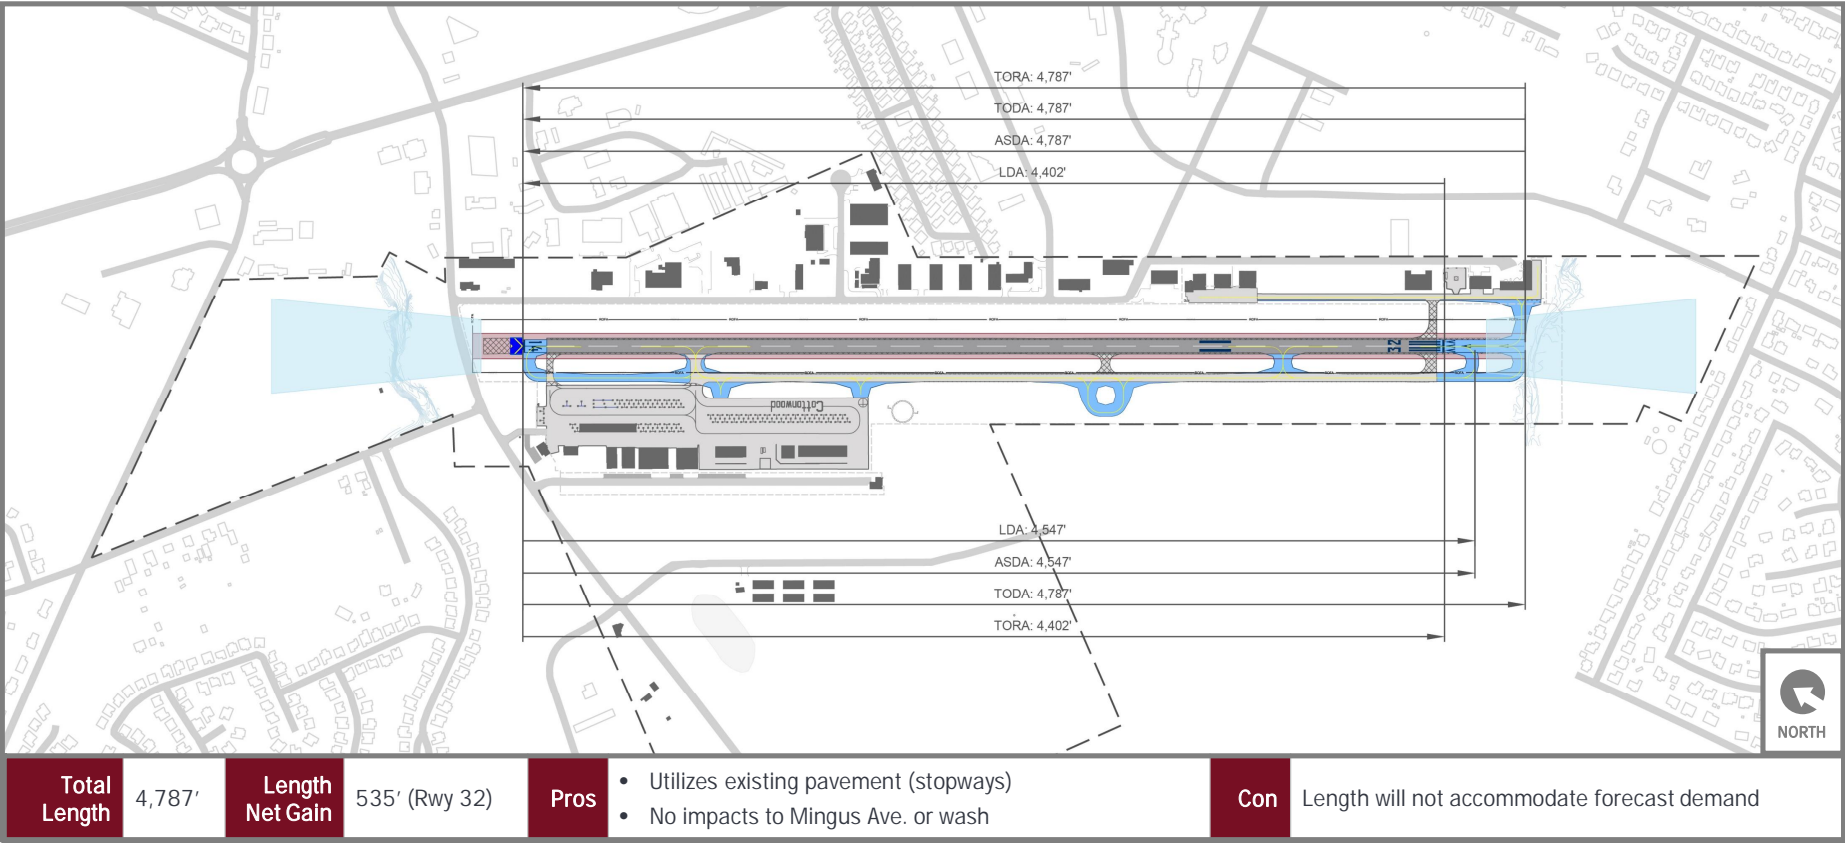 TORA: 4,787'
TODA: 4,787'
ASDA: 4,787'
LDA: 4,402'
14
32
Cottonwood
LDA: 4,547'
ASDA: 4,547'
TODA: 4,787'
TORA: 4,402'
NORTH
Total Length
4,787'
Length Net Gain
535' (Rwy 32)
Pros
• Utilizes existing pavement (stopways)
• No impacts to Mingus Ave. or wash
Con
Length will not accommodate forecast demand